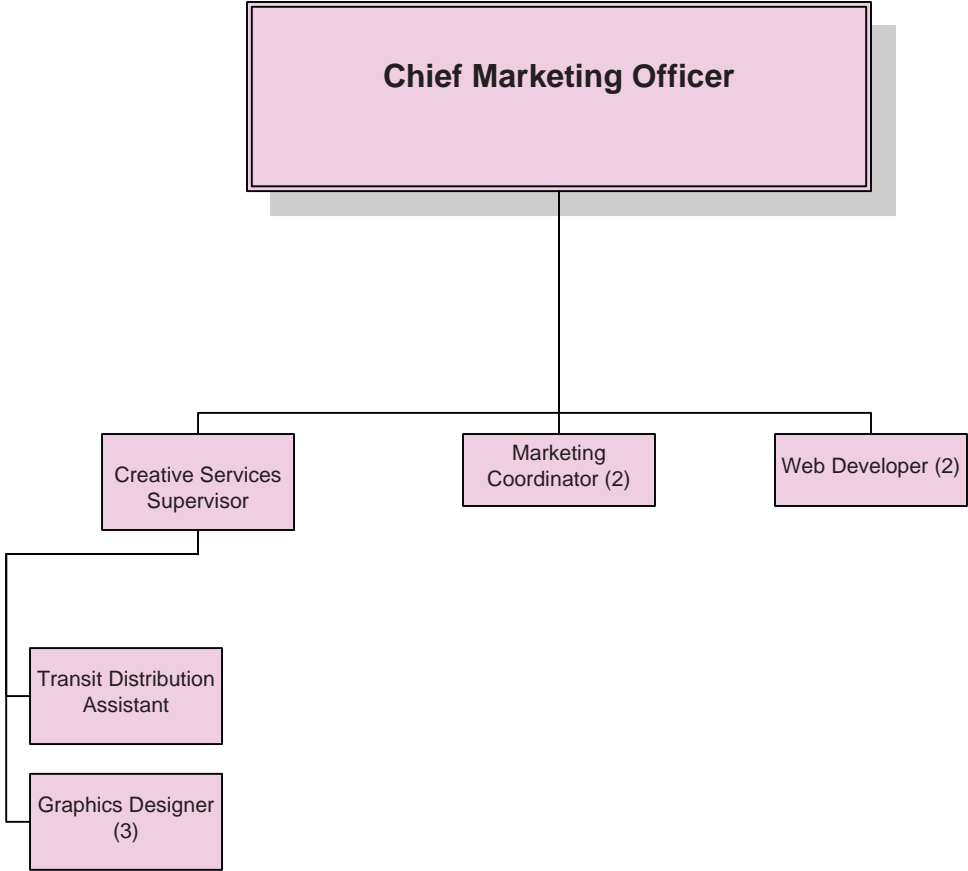 Chief Marketing Officer
Creative Services
Supervisor
Marketing
Coordinator (2)
Web Developer (2)
Transit Distribution
Assistant
Graphics Designer
(3)